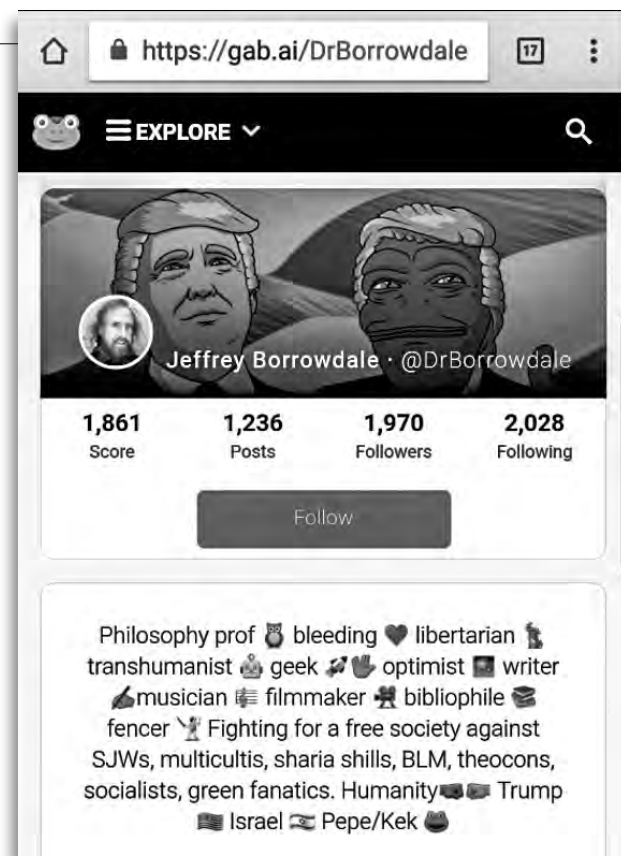 https://gab.ai/DrBorrowdale
17
EXPLORE
Jeffrey Borrowdale · @DrBorrowdale
1,861 1,236 1,970 2,028
Score Posts Followers Following
Follow
Philosophy prof 🦉 bleeding ❤ libertarian 🗽
transhumanist 🤖 geek 🚀🖖 optimist 🌃 writer
✍musician 🎼 filmmaker 🎥 bibliophile 📚
fencer 🤺 Fighting for a free society against
SJWs, multicultis, sharia shills, BLM, theocons,
socialists, green fanatics. Humanity🤜🤛 Trump
🇺🇸 Israel 🇮🇱 Pepe/Kek 🐸